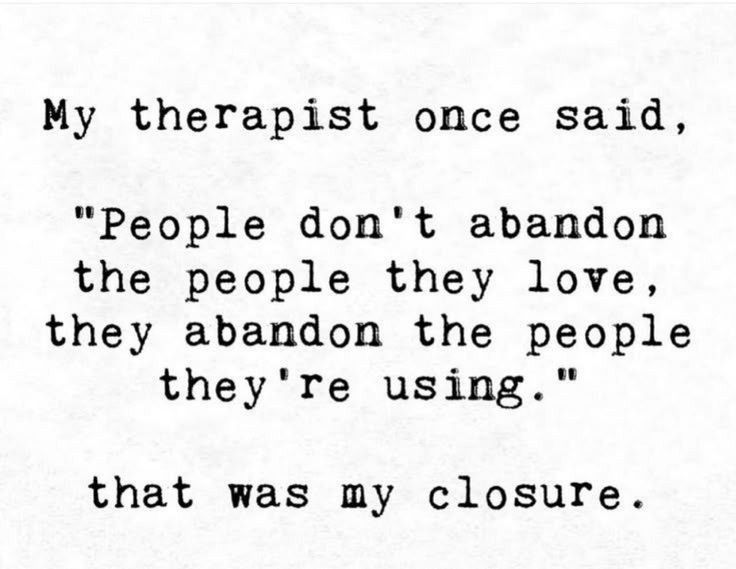 My therapist once said,
"People don't abandon
the people they love,
they abandon the people
they're using."
that was my closure.